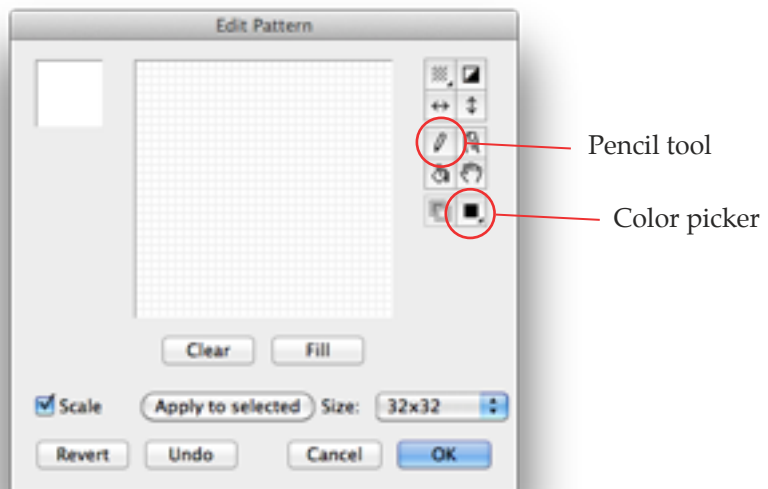 Edit Pattern
Pencil tool
Color picker
Clear Fill
Scale Apply to selected Size: 32x32
Revert Undo Cancel OK